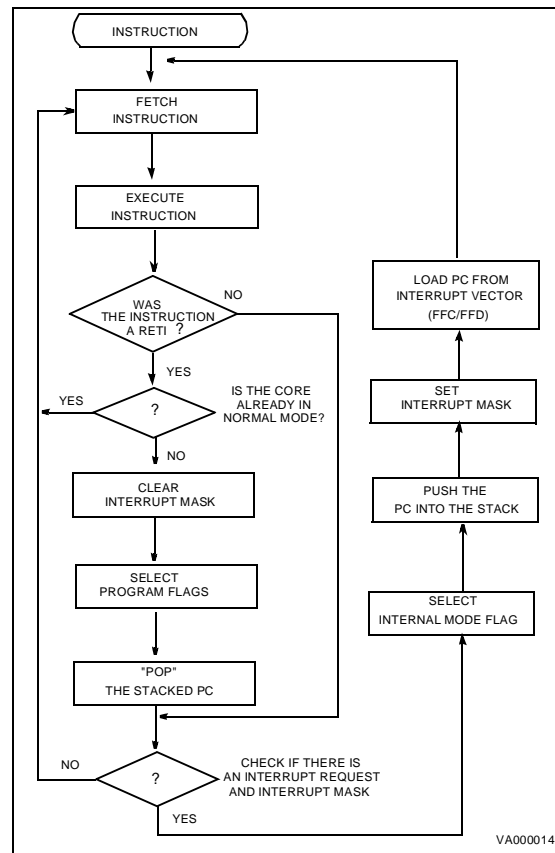 INSTRUCTION
FETCH
INSTRUCTION
EXECUTE
INSTRUCTION
WAS
THE INSTRUCTION
A RETI ?
NO
YES
?
IS THE CORE
ALREADY IN
NORMAL MODE?
YES
NO
CLEAR
INTERRUPT MASK
SELECT
PROGRAM FLAGS
"POP"
THE STACKED PC
?
CHECK IF THERE IS
AN INTERRUPT REQUEST
AND INTERRUPT MASK
NO
YES
LOAD PC FROM
INTERRUPT VECTOR
(FFC/FFD)
SET
INTERRUPT MASK
PUSH THE
PC INTO THE STACK
SELECT
INTERNAL MODE FLAG
VA000014